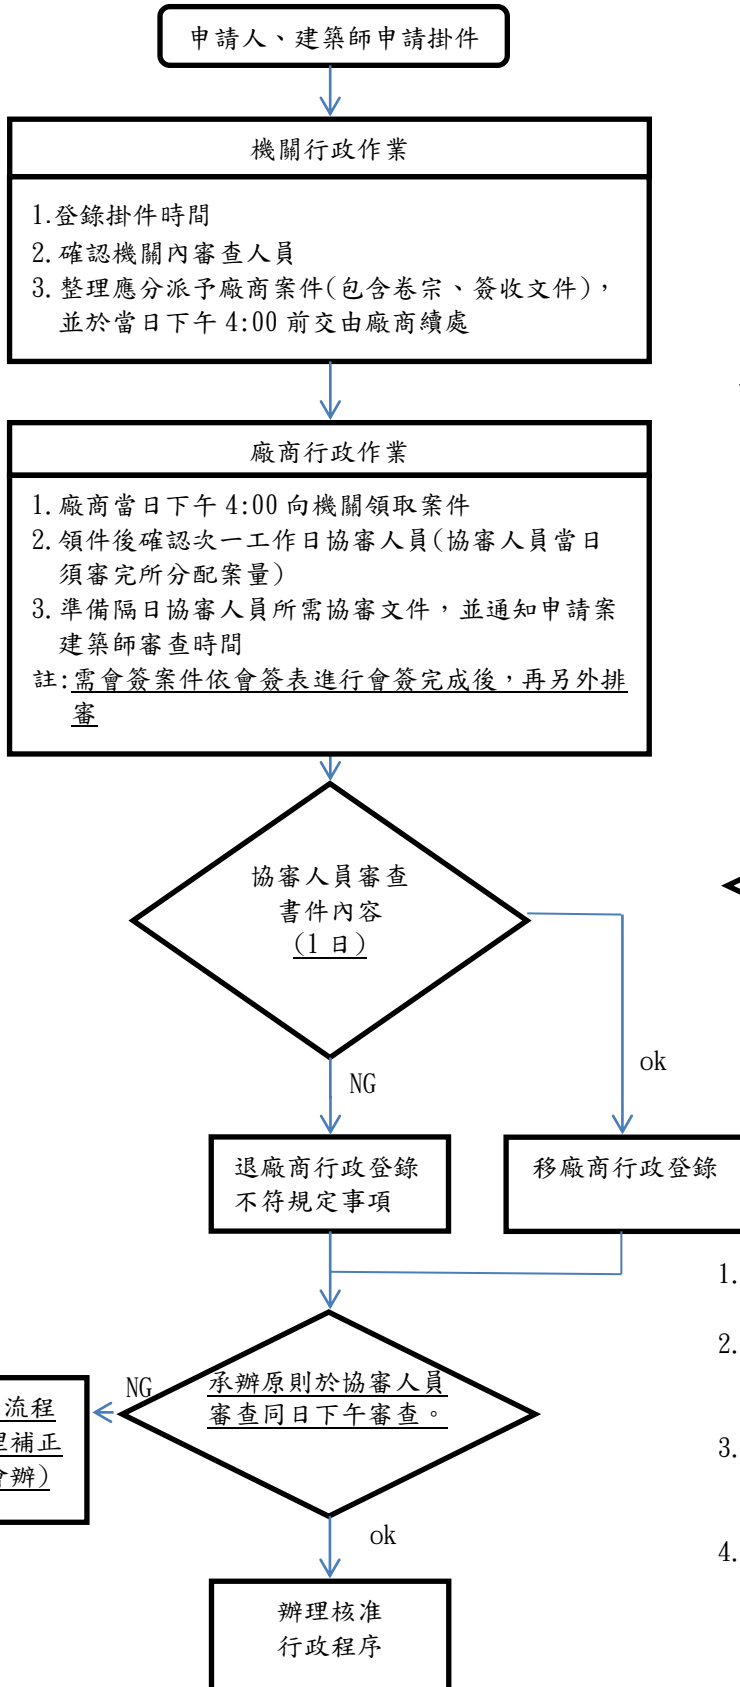 申請人、建築師申請掛件
機關行政作業
1.登錄掛件時間
2.確認機關內審查人員
3.整理應分派予廠商案件(包含卷宗、簽收文件)，
並於當日下午 4:00 前交由廠商續處
廠商行政作業
1.廠商當日下午 4:00 向機關領取案件
2.領件後確認次一工作日協審人員(協審人員當日
須審完所分配案量)
3.準備隔日協審人員所需協審文件，並通知申請案
建築師審查時間
註:需會簽案件依會簽表進行會簽完成後，再另外排
審
協審人員審查
書件內容
(1 日)
ok
NG
退廠商行政登錄
不符規定事項
移廠商行政登錄
1.
2.
3.
4.
NG
承辦原則於協審人員
審查同日下午審查。
流程
補正
辦)
ok
辦理核准
行政程序